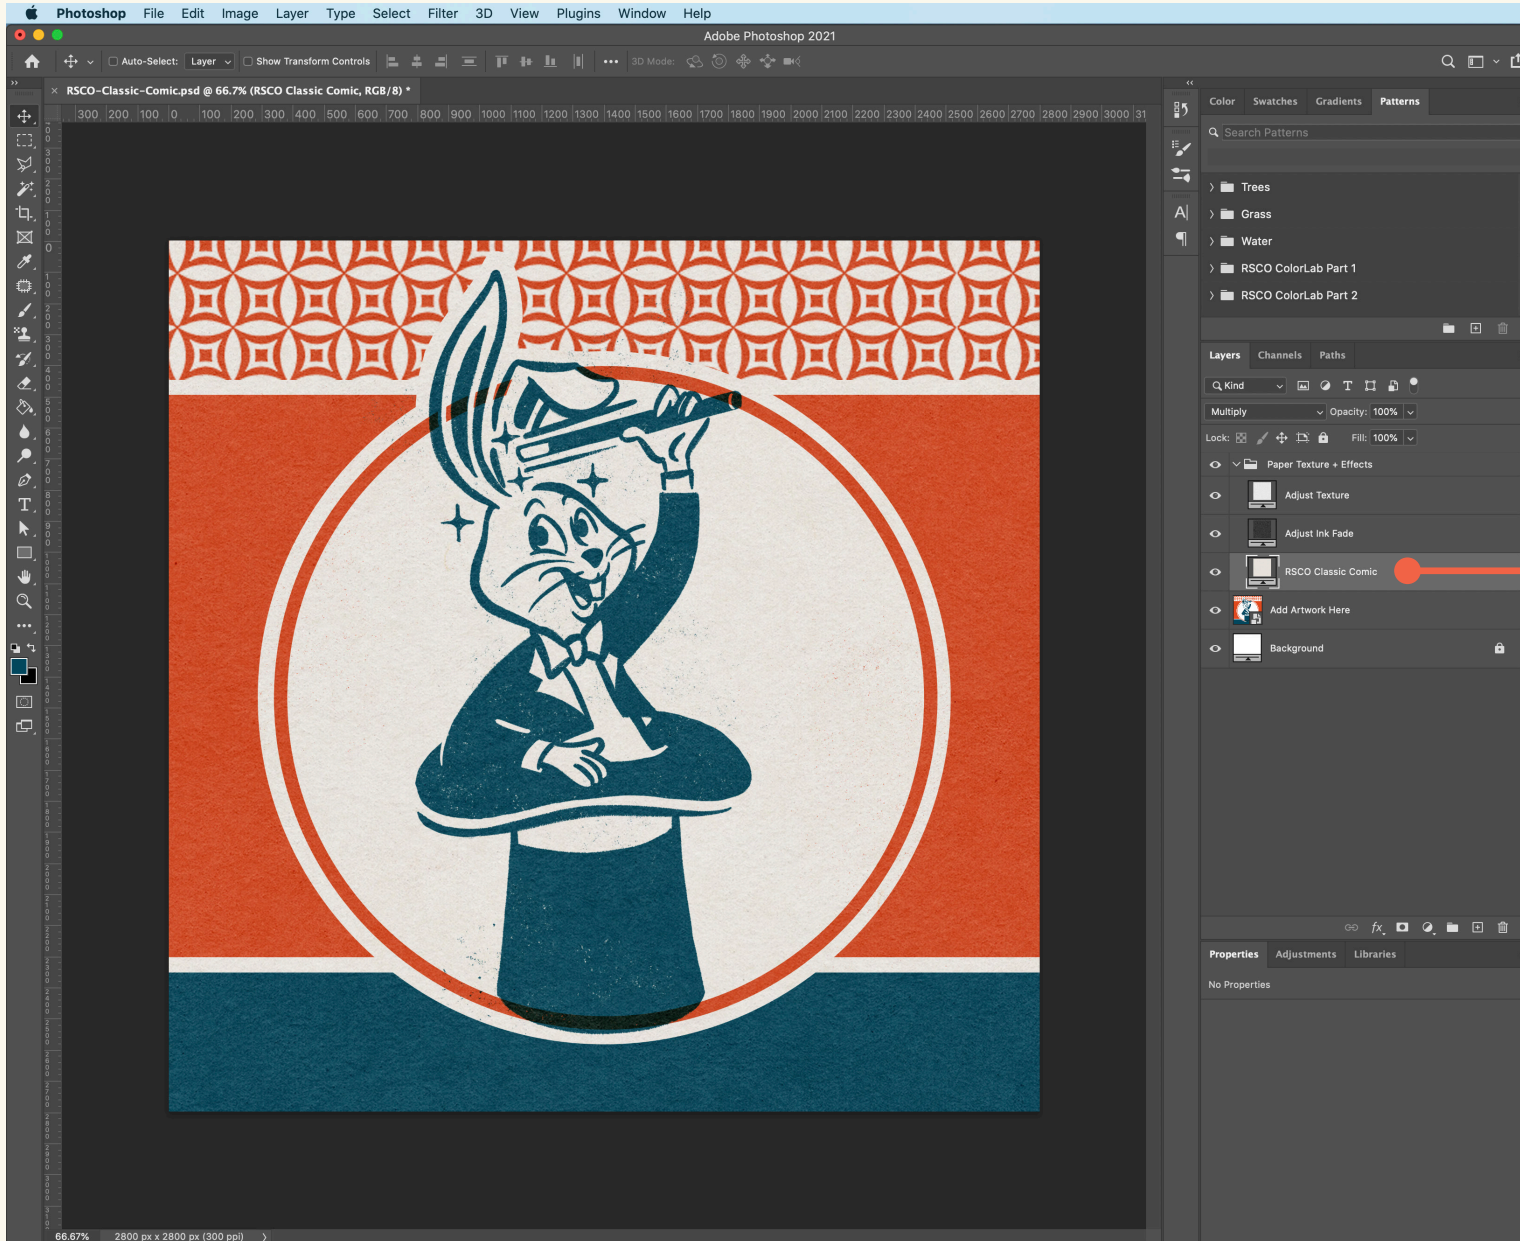 Photoshop File Edit Image Layer Type Select Filter 3D View Plugins Window Help
Adobe Photoshop 2021
Auto-Select: Layer Show Transform Controls 3D Mode:
× RSCO-Classic-Comic.psd @ 66.7% (RSCO Classic Comic, RGB/8) *
300 200 100 0 100 200 300 400 500 600 700 800 900 1000 1100 1200 1300 1400 1500 1600 1700 1800 1900 2000 2100 2200 2300 2400 2500 2600 2700 2800 2900 3000 31
Color Swatches Gradients Patterns
Search Patterns
Trees
Grass
Water
RSCO ColorLab Part 1
RSCO ColorLab Part 2
Layers Channels Paths
Kind
Multiply Opacity: 100%
Lock: Fill: 100%
Paper Texture + Effects
Adjust Texture
Adjust Ink Fade
RSCO Classic Comic
Add Artwork Here
Background
Properties Adjustments Libraries
No Properties
66.67% 2800 px x 2800 px (300 ppi)